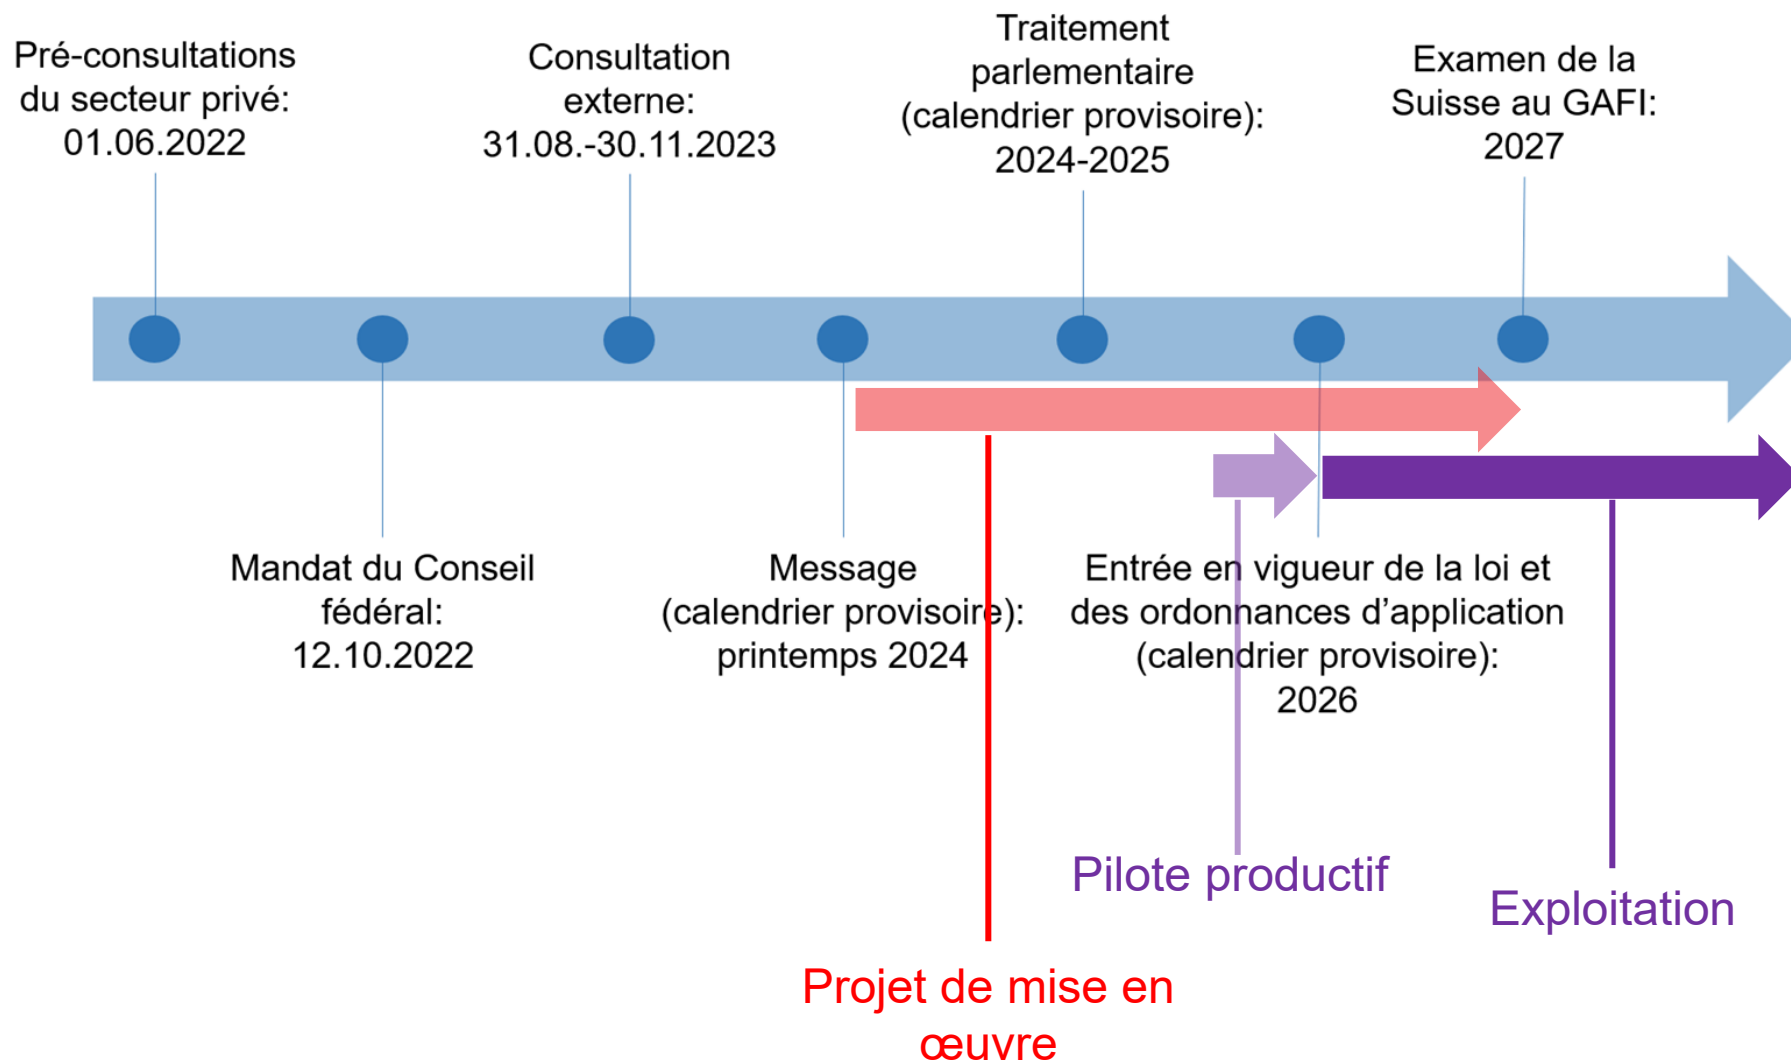 Pré-consultations
du secteur privé:
01.06.2022
Consultation
externe:
31.08.-30.11.2023
Traitement
parlementaire
(calendrier provisoire):
2024-2025
Examen de la
Suisse au GAFI:
2027
Mandat du Conseil
fédéral:
12.10.2022
Message
(calendrier provisoire):
printemps 2024
Entrée en vigueur de la loi et
des ordonnances d’application
(calendrier provisoire):
2026
Pilote productif
Exploitation
Projet de mise en
œuvre